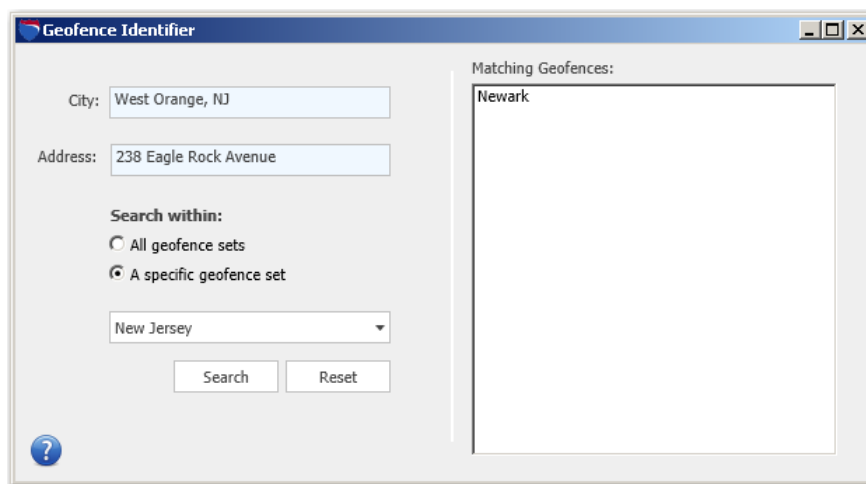 Geofence Identifier
City:
West Orange, NJ
Address:
238 Eagle Rock Avenue
Search within:
All geofence sets
A specific geofence set
New Jersey
Search
Reset
?
Matching Geofences:
Newark